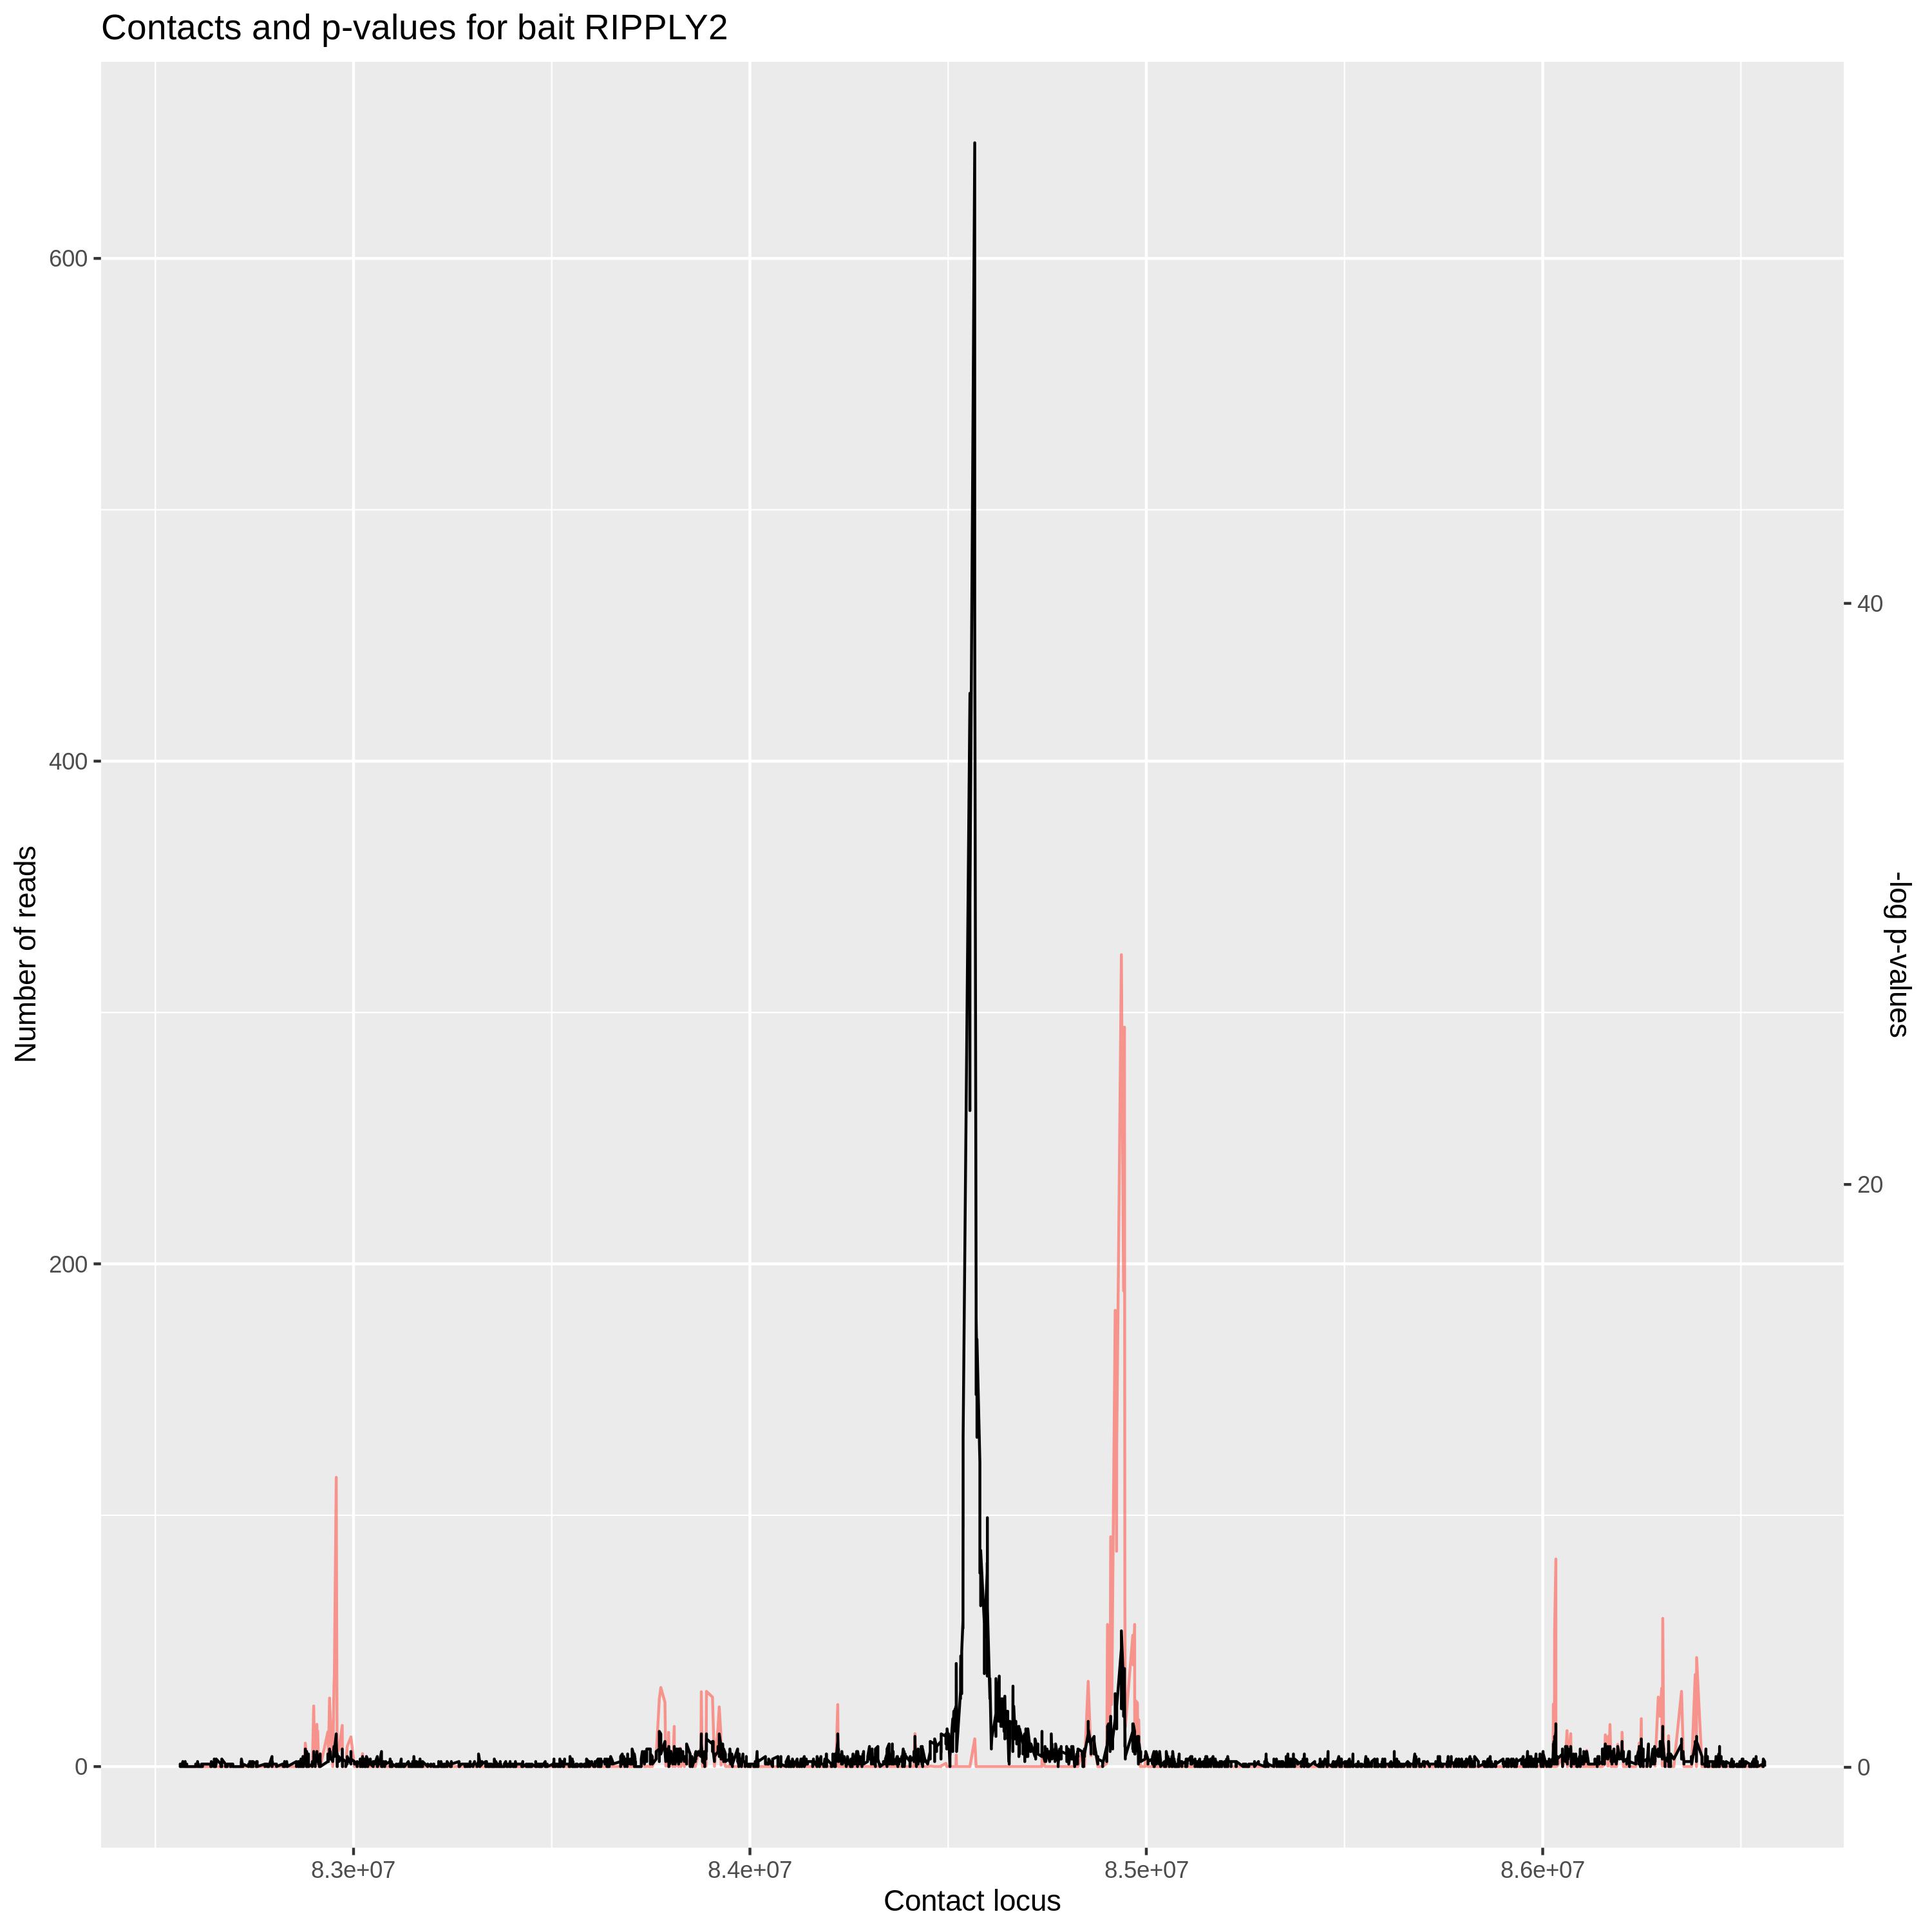 Contacts and p-values for bait RIPPLY2
600
400
200
0
Number of reads
40
20
0
-log p-values
8.3e+07
8.4e+07
8.5e+07
8.6e+07
Contact locus